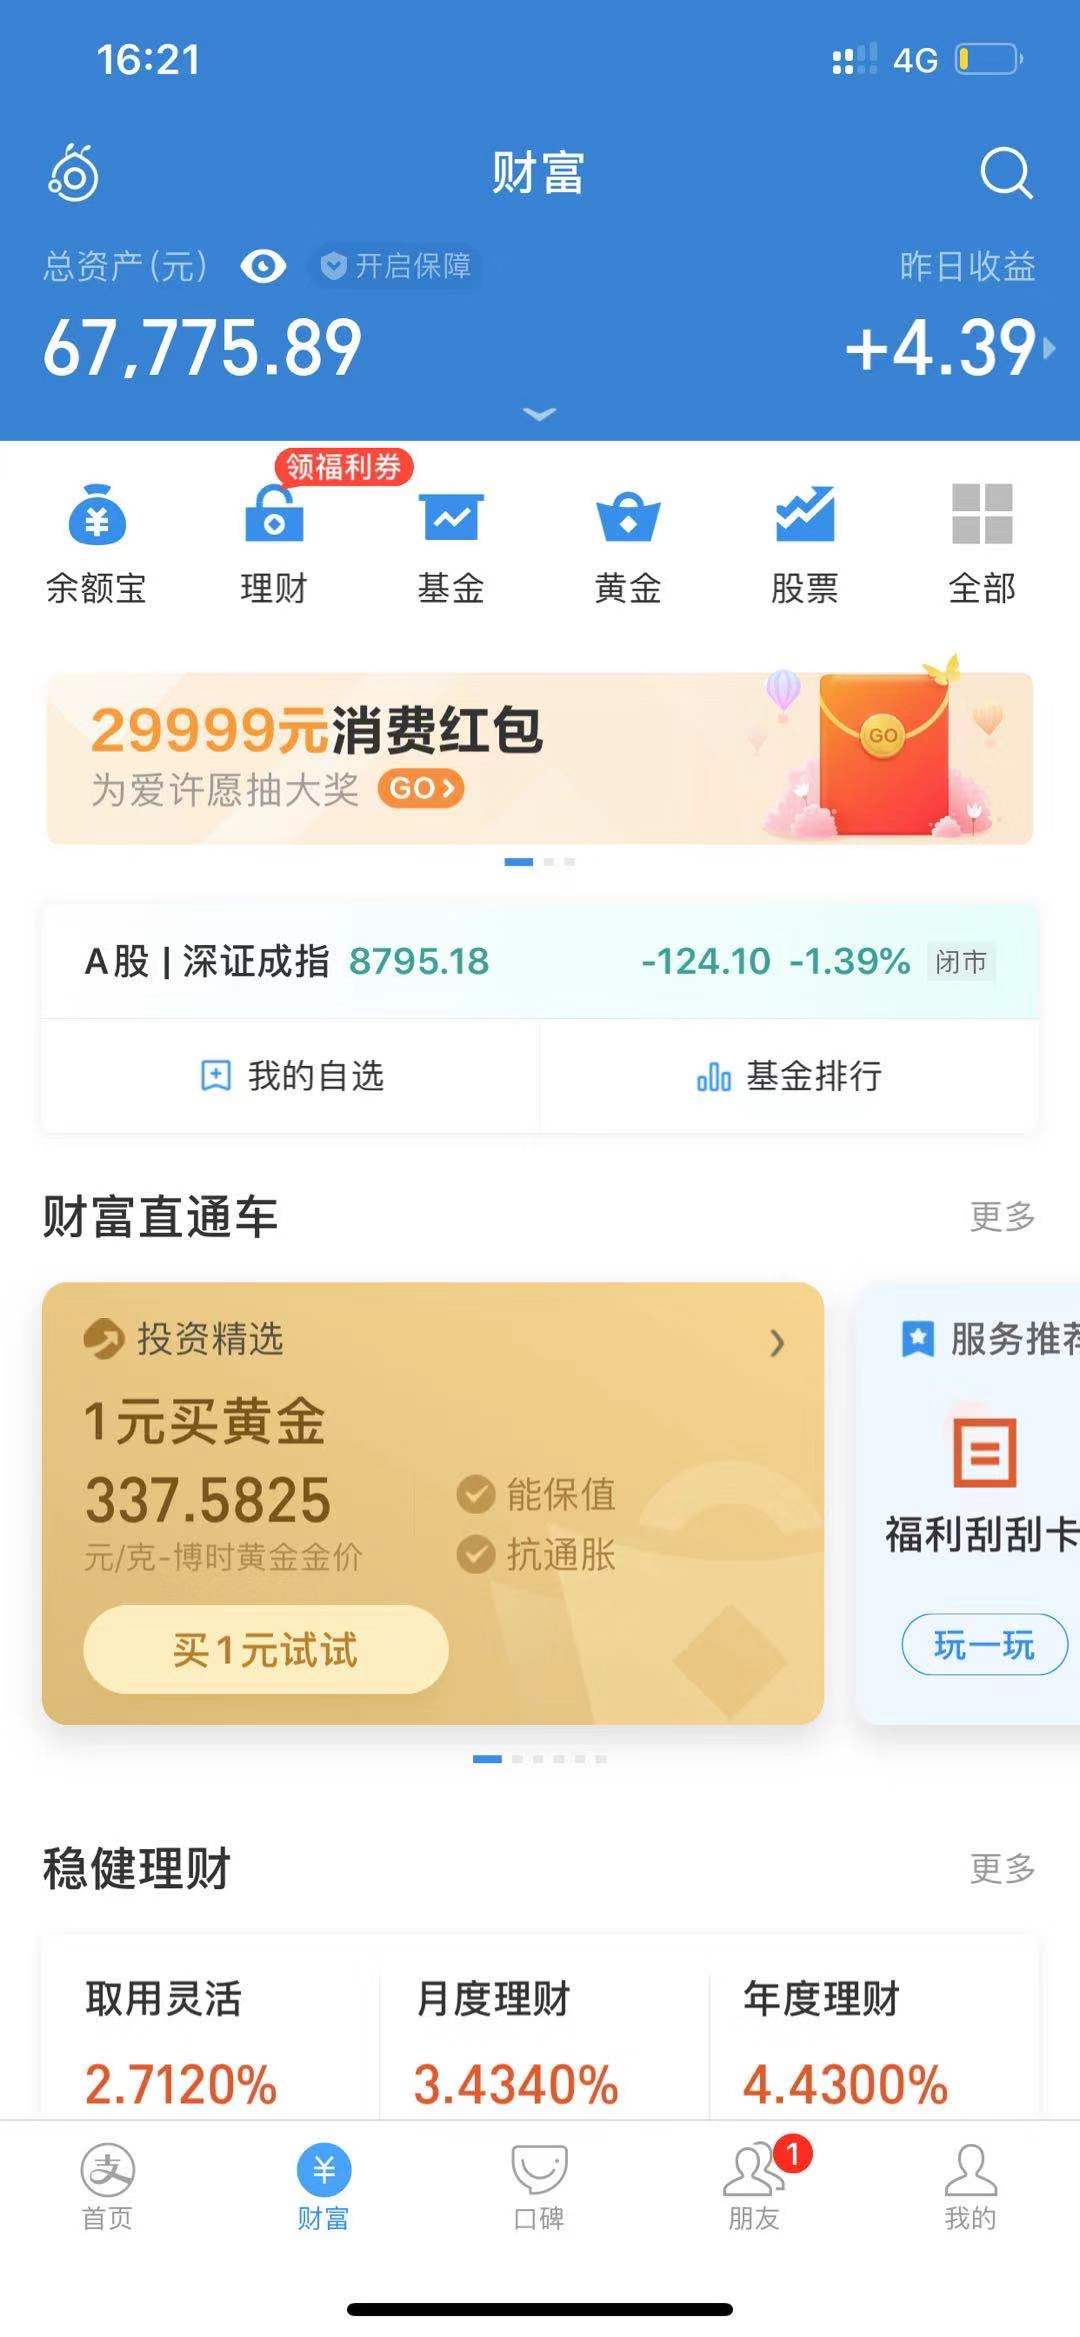 16:21
4G
财富
总资产(元)
开启保障
昨日收益
67,775.89
+4.39
领福利券
余额宝
理财
基金
黄金
股票
全部
29999元消费红包
为爱许愿抽大奖 GO
GO
A股 | 深证成指 8795.18 -124.10 -1.39% 闭市
我的自选
基金排行
财富直通车
更多
投资精选
1元买黄金
337.5825
元/克-博时黄金金价
能保值
抗通胀
买1元试试
服务推荐
福利刮刮卡
玩一玩
稳健理财
更多
取用灵活
月度理财
年度理财
2.7120%
3.4340%
4.4300%
支
首页
财富
口碑
1
朋友
我的